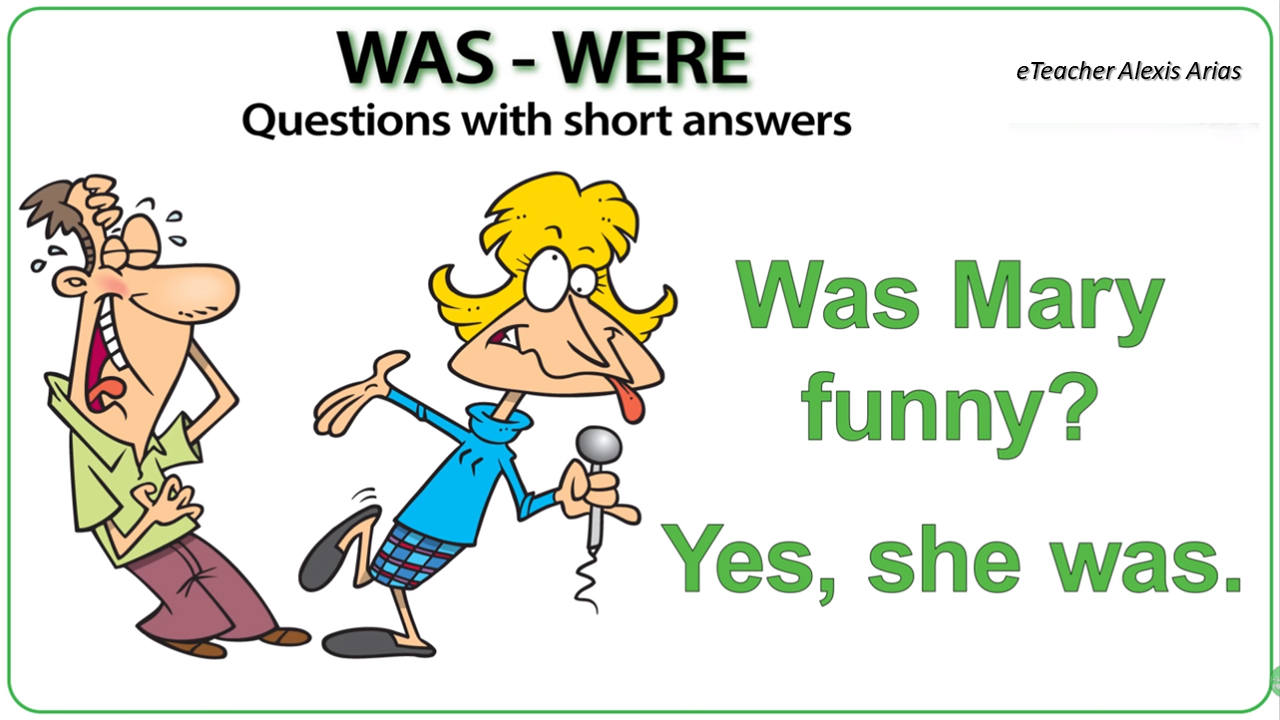 WAS - WERE
eTeacher Alexis Arias
Questions with short answers
Was Mary
funny?
Yes, she was.